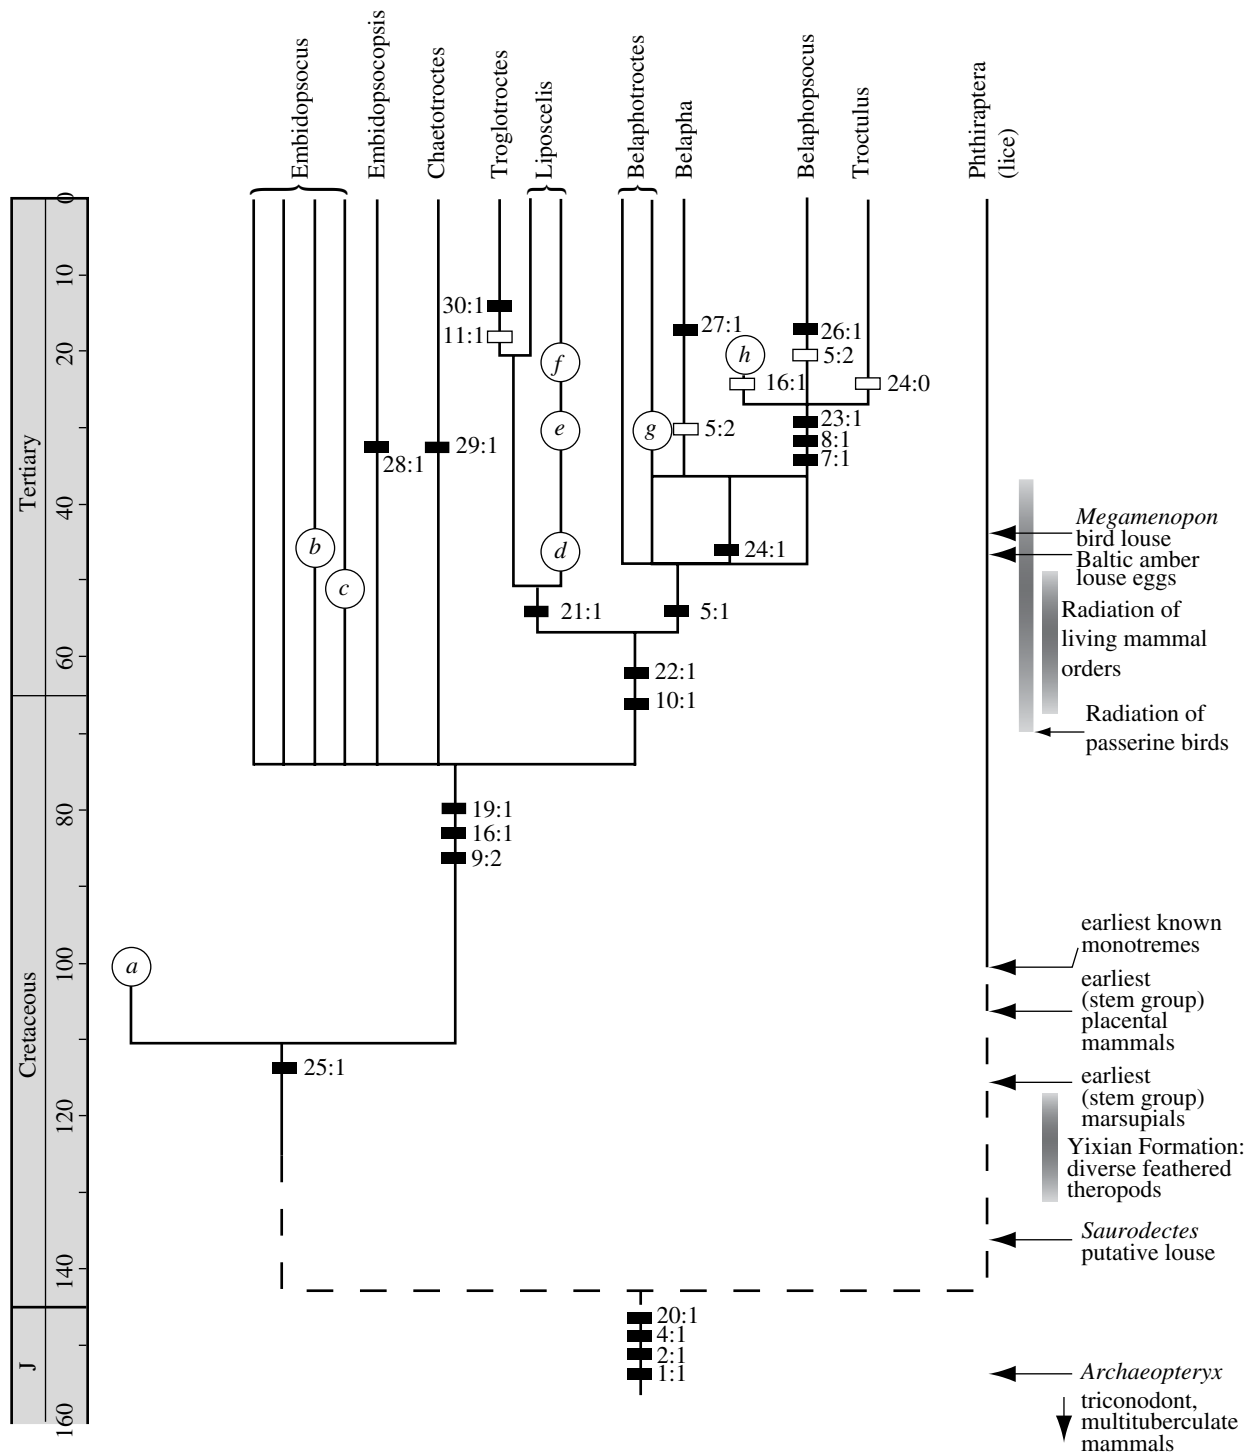 Embidopsocus
Embidopsocopsis
Chaetotroctes
Troglotroctes
Liposcelis
Belaphotroctes
Belapha
Belaphopsocus
Troctulus
Phthiraptera
(lice)
0
10
20
40
60
80
100
120
140
160
Tertiary
Cretaceous
J
30:1
11:1
27:1
26:1
5:2
h
16:1
24:0
f
e
g
5:2
23:1
8:1
7:1
28:1
29:1
b
c
d
24:1
21:1
5:1
22:1
10:1
19:1
16:1
9:2
a
25:1
20:1
4:1
2:1
1:1
Megamenopon
bird louse
Baltic amber
louse eggs
Radiation of
living mammal
orders
Radiation of
passerine birds
earliest known
monotremes
earliest
(stem group)
placental
mammals
earliest
(stem group)
marsupials
Yixian Formation:
diverse feathered
theropods
Saurodectes
putative louse
Archaeopteryx
triconodont,
multituberculate
mammals